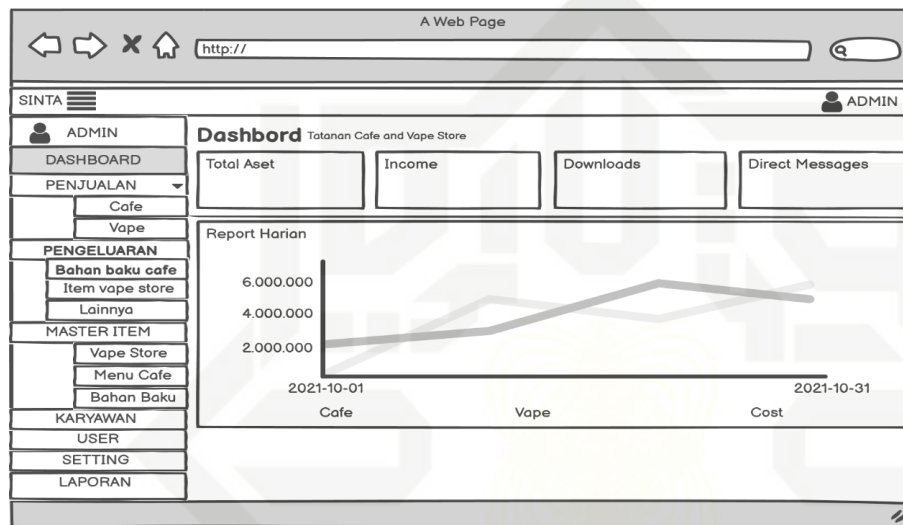 A Web Page
http://
SINTA
ADMIN
ADMIN
DASHBOARD
PENJUALAN
Cafe
Vape
PENGELUARAN
Bahan baku cafe
Item vape store
Lainnya
MASTER ITEM
Vape Store
Menu Cafe
Bahan Baku
KARYAWAN
USER
SETTING
LAPORAN
Dashbord Tatanan Cafe and Vape Store
Total Aset
Income
Downloads
Direct Messages
Report Harian
6.000.000
4.000.000
2.000.000
2021-10-01 2021-10-31
Cafe Vape Cost